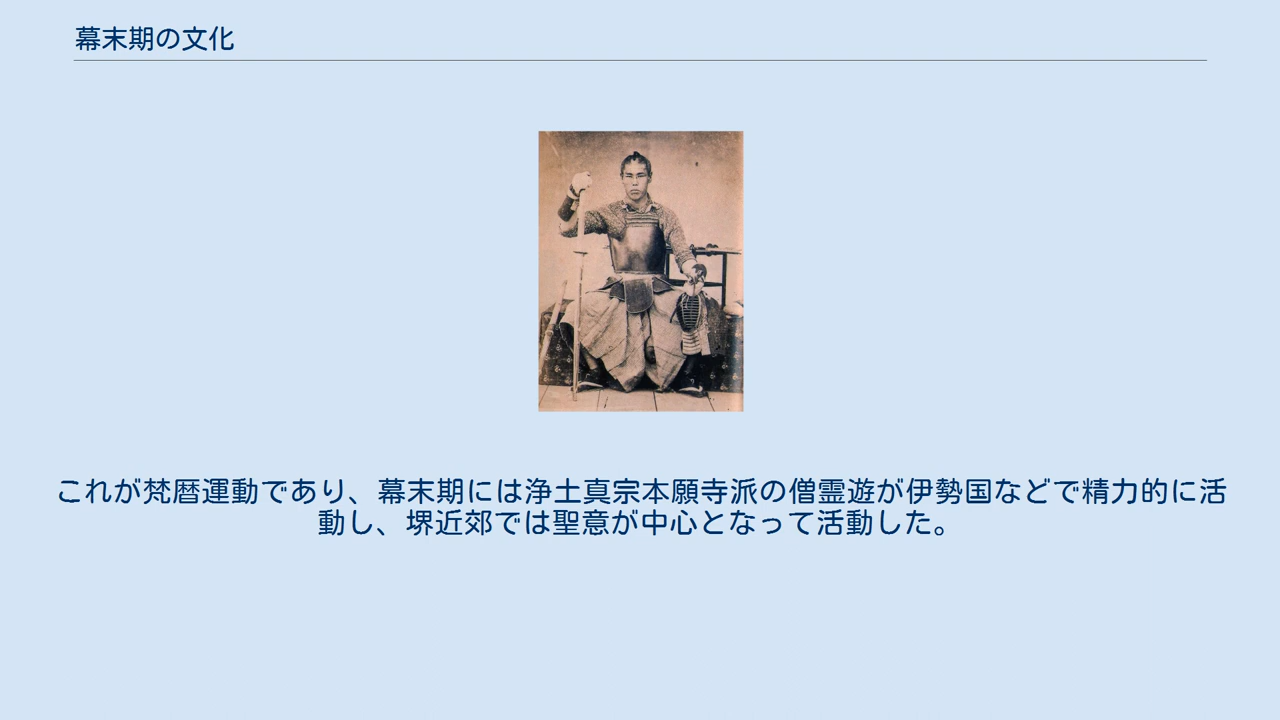 幕末期の文化
これが梵暦運動であり、幕末期には浄土真宗本願寺派の僧霊遊が伊勢国などで精力的に活
動し、堺近郊では聖意が中心となって活動した。